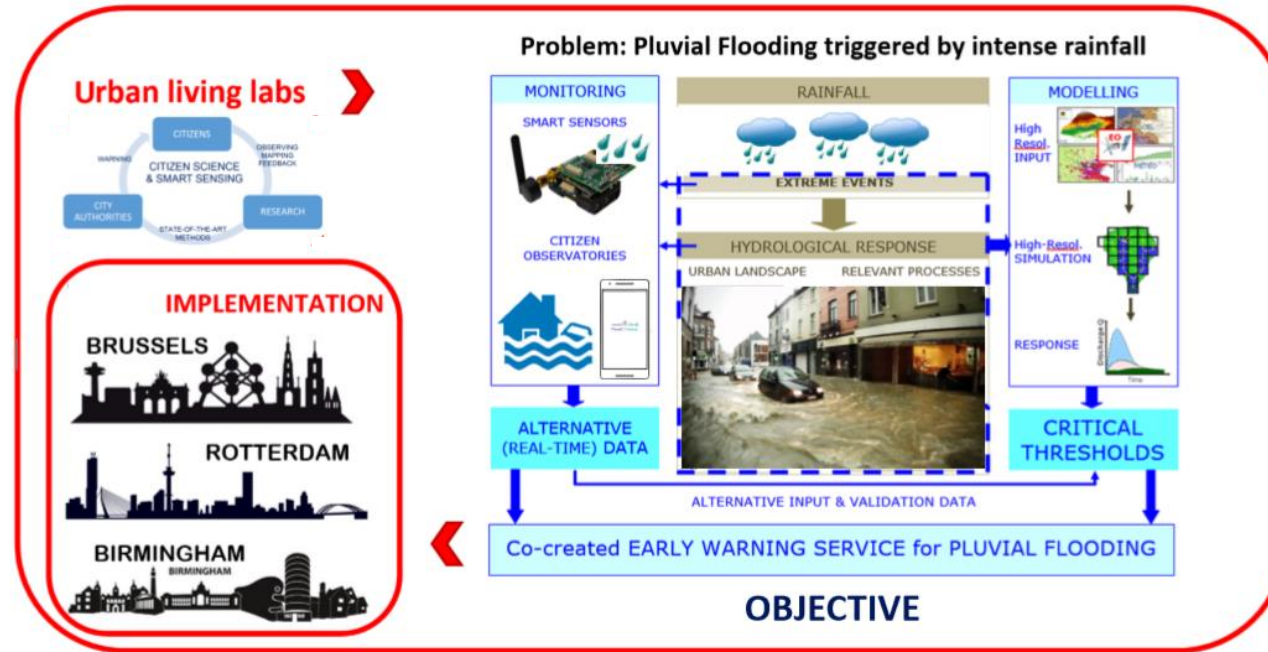 Problem: Pluvial Flooding triggered by intense rainfall
Urban living labs
CITIZENS
WARNING
OBSERVING
MAPPING
FEEDBACK
CITIZEN SCIENCE
& SMART SENSING
CITY
AUTHORITIES
RESEARCH
STATE-OF-THE-ART
METHODS
IMPLEMENTATION
BRUSSELS
ROTTERDAM
BIRMINGHAM
BIRMINGHAM
MONITORING
SMART SENSORS
CITIZEN
OBSERVATORIES
ALTERNATIVE
(REAL-TIME) DATA
RAINFALL
EXTREME EVENTS
HYDROLOGICAL RESPONSE
URBAN LANDSCAPE
RELEVANT PROCESSES
MODELLING
High
Resol.
INPUT
EO
High-Resol.
SIMULATION
RESPONSE
Discharge Q
Time
CRITICAL
THRESHOLDS
ALTERNATIVE INPUT & VALIDATION DATA
Co-created EARLY WARNING SERVICE for PLUVIAL FLOODING
OBJECTIVE